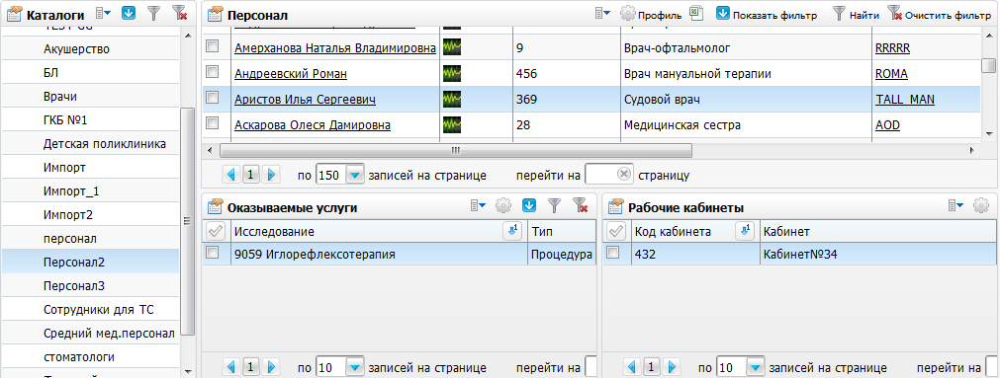 Каталоги
Акушерство
БЛ
Врачи
ГКБ №1
Детская поликлиника
Импорт
Импорт_1
Импорт2
персонал
Персонал2
Персонал3
Сотрудники для ТС
Средний мед.персонал
стоматологи
Персонал Профиль Показать фильтр Найти Очистить фильтр
Амерханова Наталья Владимировна 9 Врач-офтальмолог RRRRR
Андреевский Роман 456 Врач мануальной терапии ROMA
Аристов Илья Сергеевич 369 Судовой врач TALL_MAN
Аскарова Олеся Дамировна 28 Медицинская сестра AOD
1 по 150 записей на странице перейти на страницу
Оказываемые услуги
Исследование 1 Тип
9059 Иглорефлексотерапия Процедура
1 по 10 записей на странице перейти на
Рабочие кабинеты
Код кабинета 1 Кабинет
432 Кабинет№34
1 по 10 записей на странице перейти на